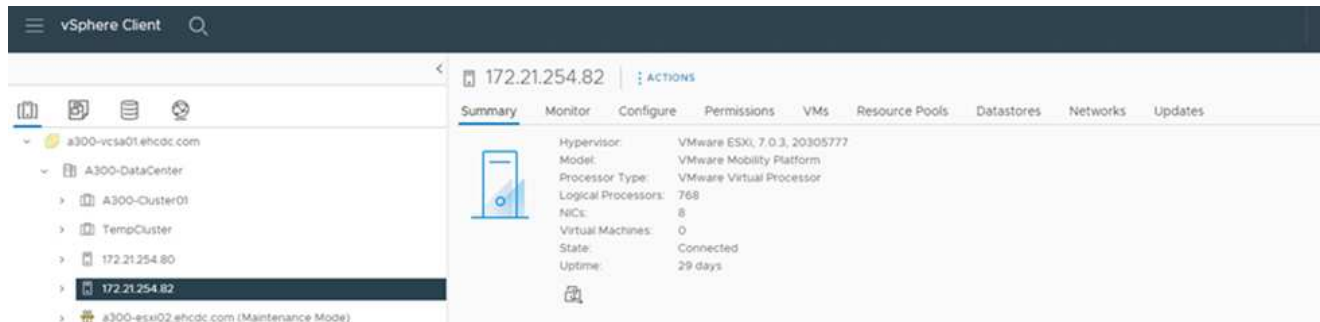 vSphere Client
172.21.254.82 ACTIONS
Summary Monitor Configure Permissions VMs Resource Pools Datastores Networks Updates
a300-vcsa01.ehcdc.com
A300-DataCenter
A300-Cluster01
TempCluster
172.21.254.80
172.21.254.82
a300-esxi02.ehcdc.com (Maintenance Mode)
Hypervisor: VMware ESXi, 7.0.3, 20305777
Model: VMware Mobility Platform
Processor Type: VMware Virtual Processor
Logical Processors: 768
NICs: 8
Virtual Machines: 0
State: Connected
Uptime: 29 days